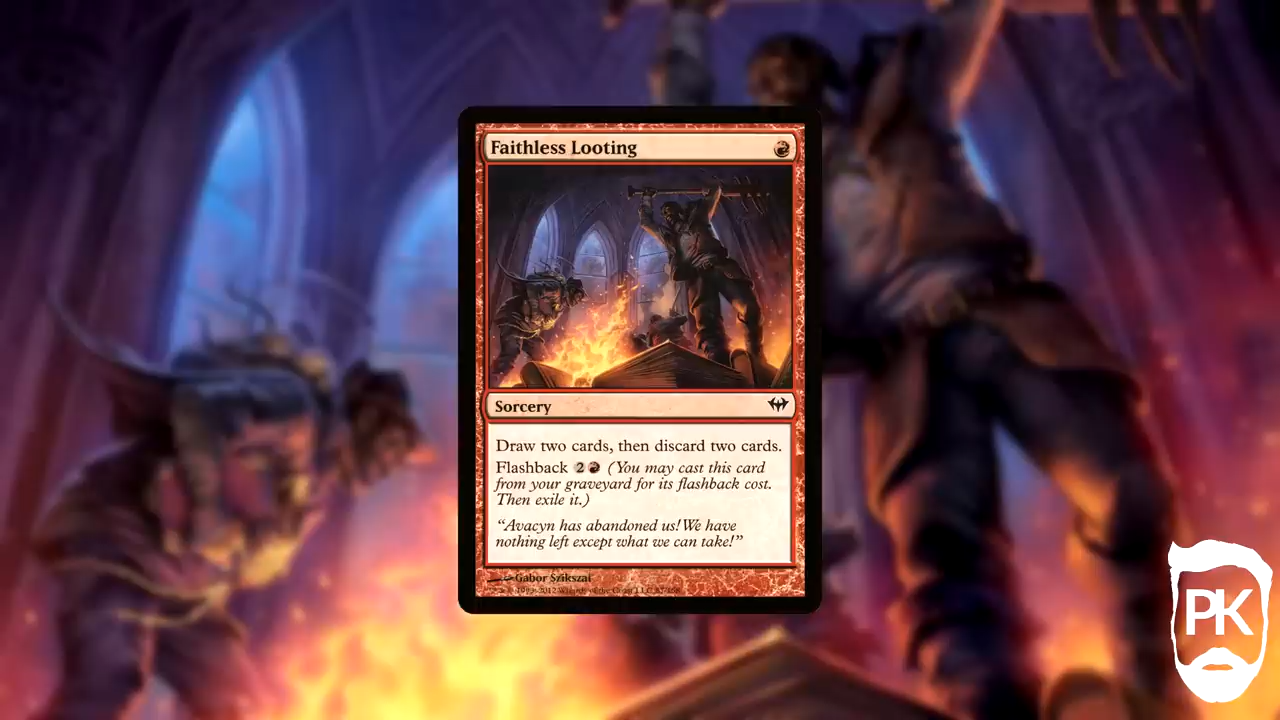 Faithless Looting
Sorcery
Draw two cards, then discard two cards.
Flashback 2 (You may cast this card
from your graveyard for its flashback cost.
Then exile it.)
“Avacyn has abandoned us! We have
nothing left except what we can take!”
Gabor Szikszai
PK